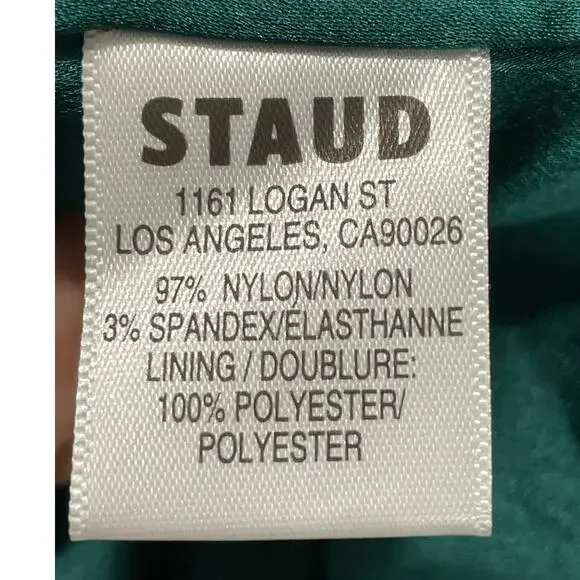 STAUD
1161 LOGAN ST
LOS ANGELES, CA90026
97% NYLON/NYLON
3% SPANDEX/ELASTHANNE
LINING / DOUBLURE:
100% POLYESTER/
POLYESTER